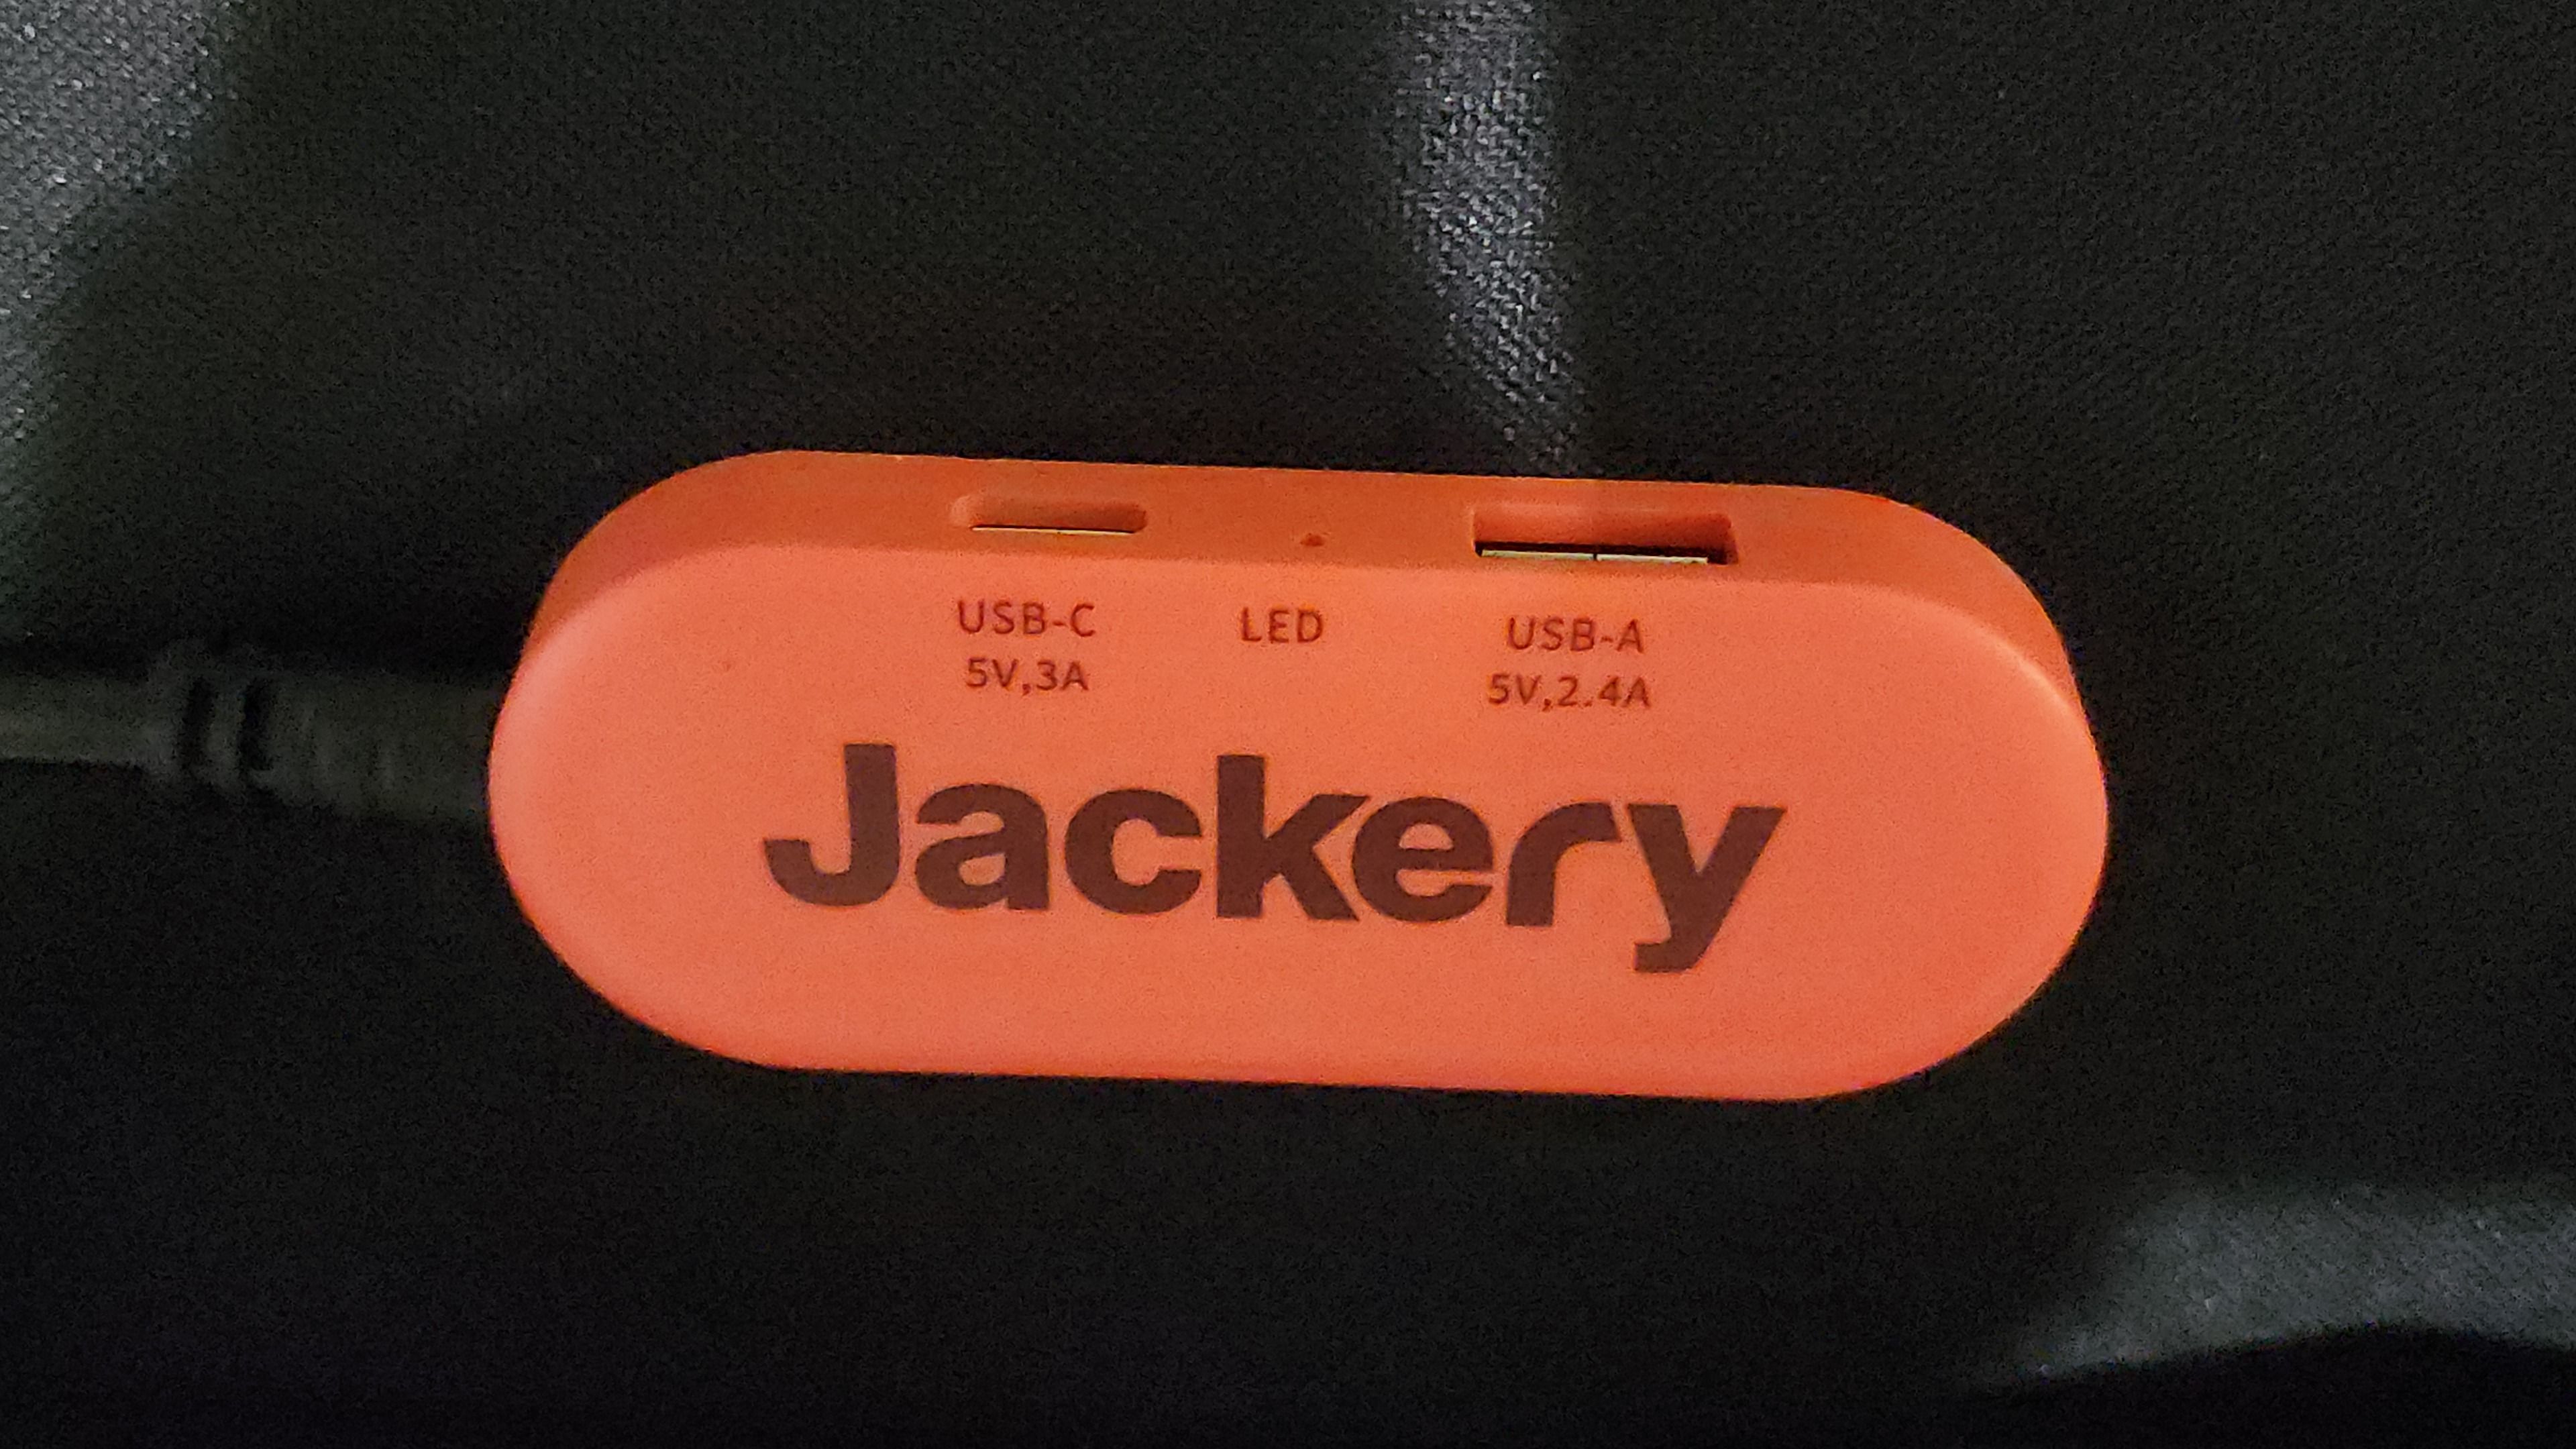 USB-C LED USB-A
5V,3A 5V,2.4A
Jackery